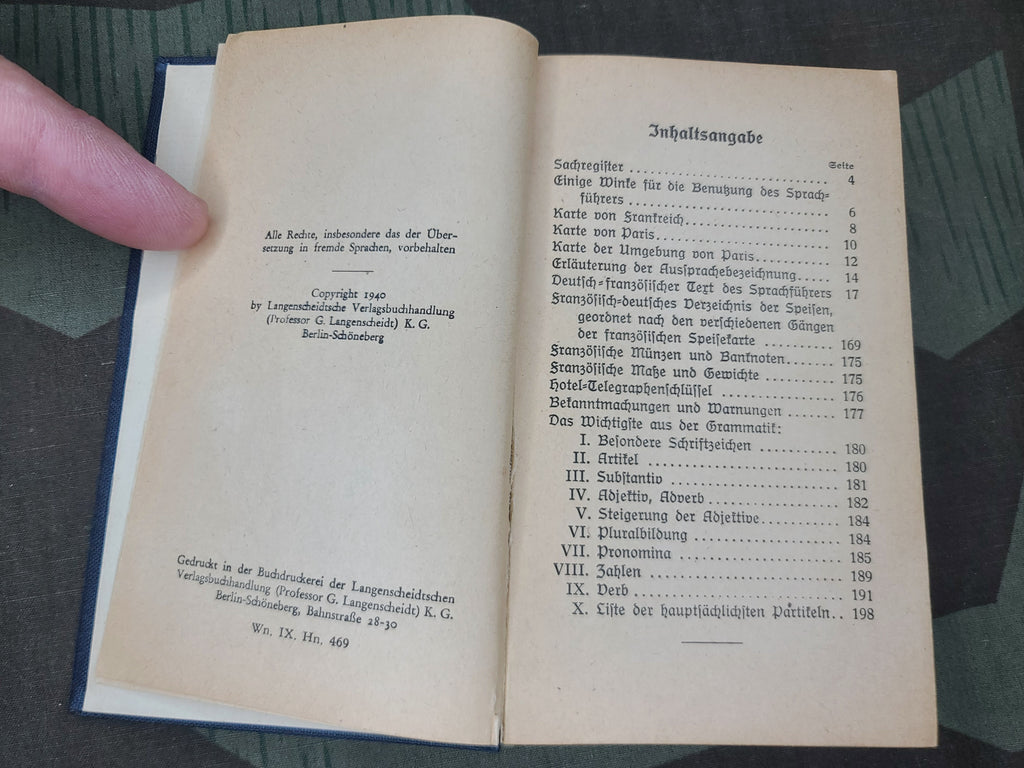 Alle Rechte, insbesondere das der Über-
setzung in fremde Sprachen, vorbehalten
Copyright 1940
by Langenscheidtsche Verlagsbuchhandlung
(Professor G. Langenscheidt) K. G.
Berlin-Schöneberg
Gedruckt in der Buchdruckerei der Langenscheidtschen
Verlagsbuchhandlung (Professor G. Langenscheidt) K. G.
Berlin-Schöneberg, Bahnstraße 28-30
Wn. IX. Hn. 469
Inhaltsangabe
Seite
Sachregister . . . . . . . . . . . . . . . . . . . . . . . . . 4
Einige Winke für die Benutzung des Sprach-
führers . . . . . . . . . . . . . . . . . . . . . . . . . 6
Karte von Frankreich. . . . . . . . . . . . . . . . . . 8
Karte von Paris. . . . . . . . . . . . . . . . . . . . . . 10
Karte der Umgebung von Paris. . . . . . . . . . 12
Erläuterung der Aussprachebezeichnung. . . . . 14
Deutsch-französischer Text des Sprachführers 17
Französisch-deutsches Verzeichnis der Speisen,
geordnet nach den verschiedenen Gängen
der französischen Speisekarte . . . . . . . . . . 169
Französische Münzen und Banknoten. . . . . . . 175
Französische Maße und Gewichte . . . . . . . . . . 175
Hotel-Telegraphenschlüssel . . . . . . . . . . . . . . 176
Bekanntmachungen und Warnungen . . . . . . . 177
Das Wichtigste aus der Grammatik:
I. Besondere Schriftzeichen . . . . . . . . . . . 180
II. Artikel . . . . . . . . . . . . . . . . . . . . . . . . 180
III. Substantiv . . . . . . . . . . . . . . . . . . . . . 181
IV. Adjektiv, Adverb . . . . . . . . . . . . . . . . 182
V. Steigerung der Adjektive. . . . . . . . . . . 184
VI. Pluralbildung . . . . . . . . . . . . . . . . . . . 184
VII. Pronomina . . . . . . . . . . . . . . . . . . . . . 185
VIII. Zahlen . . . . . . . . . . . . . . . . . . . . . . . . 189
IX. Verb . . . . . . . . . . . . . . . . . . . . . . . . . . 191
X. Liste der hauptsächlichsten Partikeln. . . 198